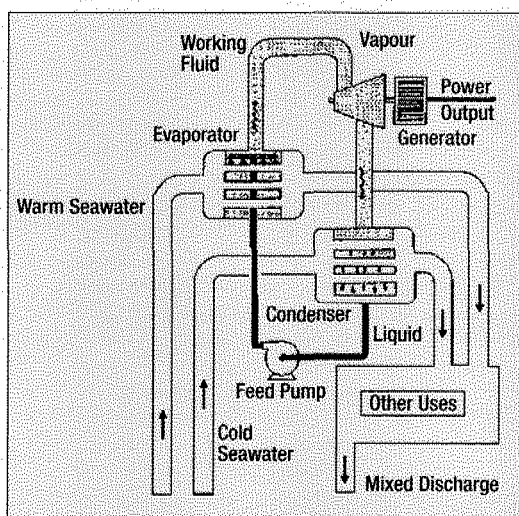 Working
Fluid
Vapour
Power
Output
Generator
Evaporator
Warm Seawater
Condenser
Liquid
Feed Pump
Other Uses
Cold
Seawater
Mixed Discharge